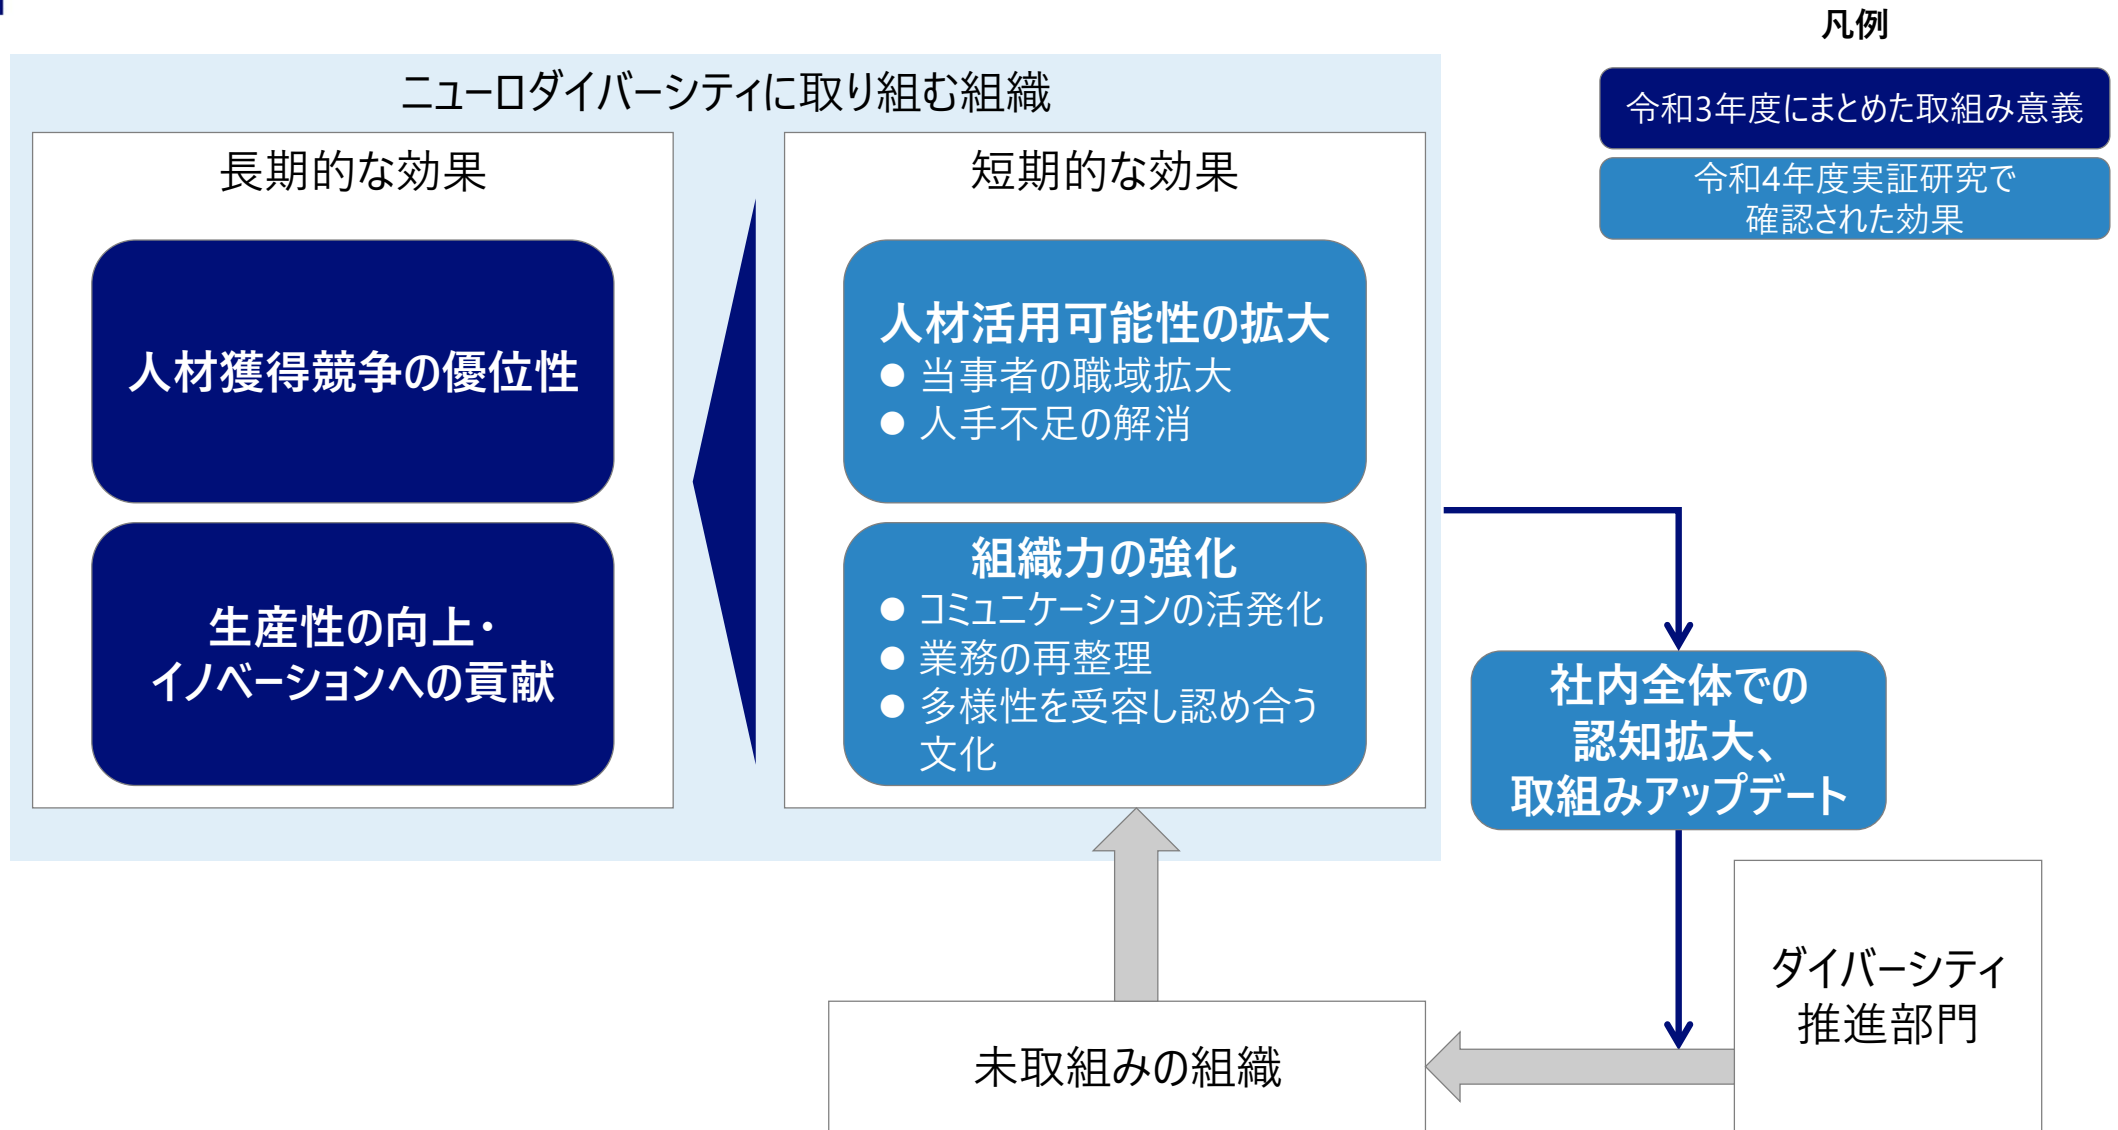 凡例
令和3年度にまとめた取組み意義
令和4年度実証研究で
確認された効果
ニューロダイバーシティに取り組む組織
長期的な効果
人材獲得競争の優位性
生産性の向上・
イノベーションへの貢献
短期的な効果
人材活用可能性の拡大
● 当事者の職域拡大
● 人手不足の解消
組織力の強化
● コミュニケーションの活発化
● 業務の再整理
● 多様性を受容し認め合う
文化
社内全体での
認知拡大、
取組みアップデート
ダイバーシティ
推進部門
未取組みの組織